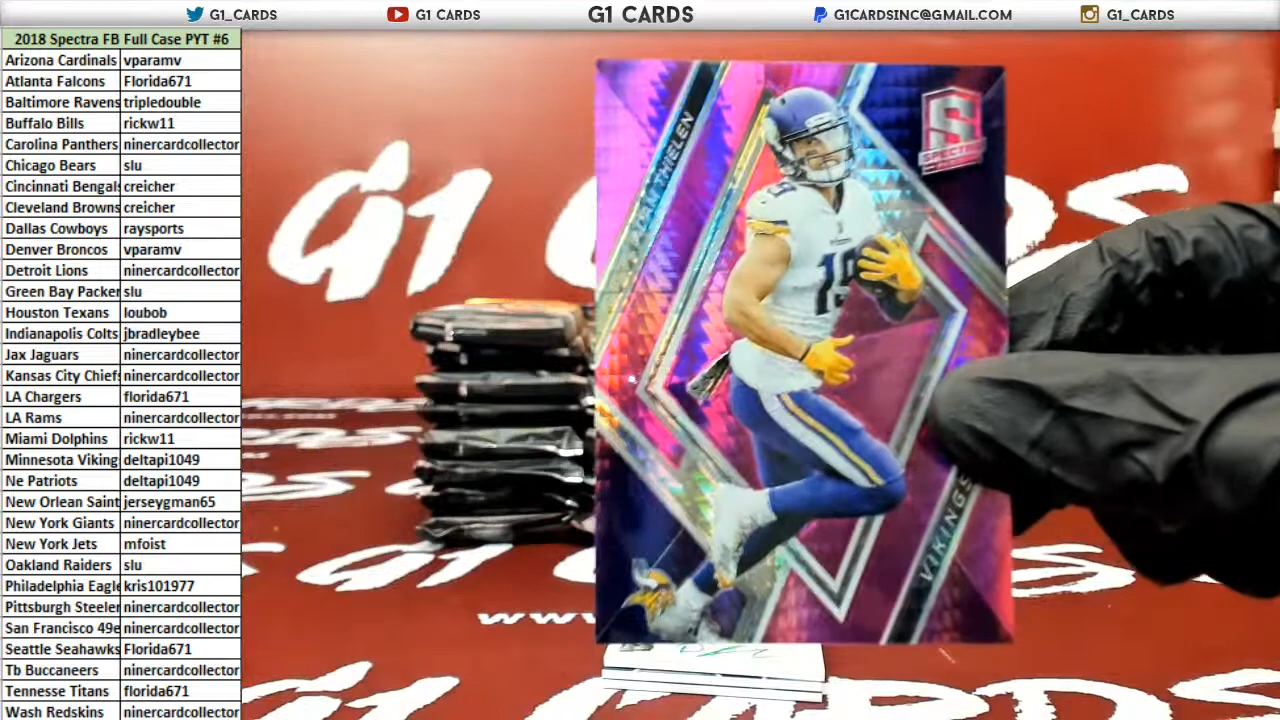 G1_CARDS
G1 CARDS
G1 CARDS
G1CARDSINC@GMAIL.COM
G1_CARDS
2018 Spectra FB Full Case PYT #6
Arizona Cardinals vparamv
Atlanta Falcons Florida671
Baltimore Ravens tripledouble
Buffalo Bills rickw11
Carolina Panthers ninercardcollector
Chicago Bears slu
Cincinnati Bengals creicher
Cleveland Browns creicher
Dallas Cowboys raysports
Denver Broncos vparamv
Detroit Lions ninercardcollector
Green Bay Packer slu
Houston Texans loubob
Indianapolis Colts jbradleybee
Jax Jaguars ninercardcollector
Kansas City Chiefs ninercardcollector
LA Chargers florida671
LA Rams ninercardcollector
Miami Dolphins rickw11
Minnesota Viking deltapi1049
Ne Patriots deltapi1049
New Orlean Saint jerseygman65
New York Giants ninercardcollector
New York Jets mfoist
Oakland Raiders slu
Philadelphia Eagle kris101977
Pittsburgh Steeler ninercardcollector
San Francisco 49e ninercardcollector
Seattle Seahawks Florida671
Tb Buccaneers ninercardcollector
Tennesse Titans florida671
Wash Redskins ninercardcollector
THIELEN
S
SPECTRA
19
VIKINGS
G1
G1
www